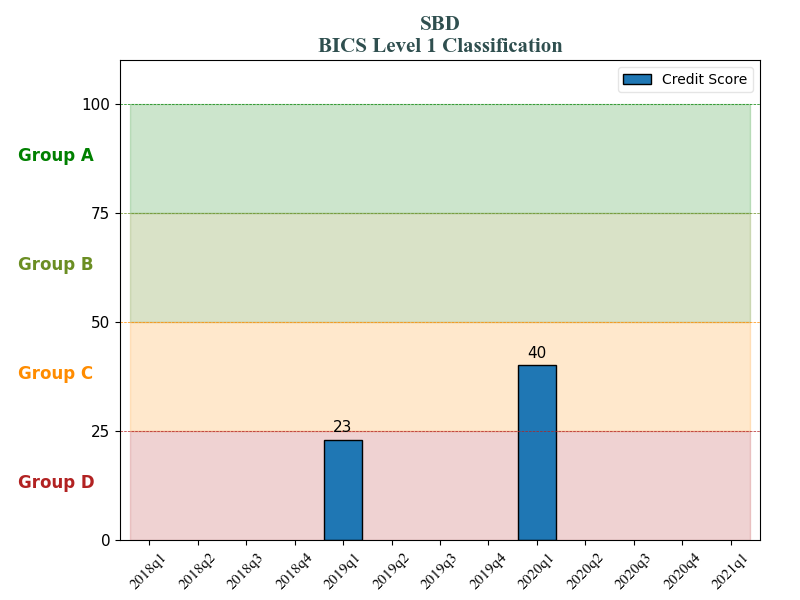 SBD
BICS Level 1 Classification
Credit Score
100
Group A
75
Group B
50
40
Group C
25
23
Group D
0
2018q1 2018q2 2018q3 2018q4 2019q1 2019q2 2019q3 2019q4 2020q1 2020q2 2020q3 2020q4 2021q1